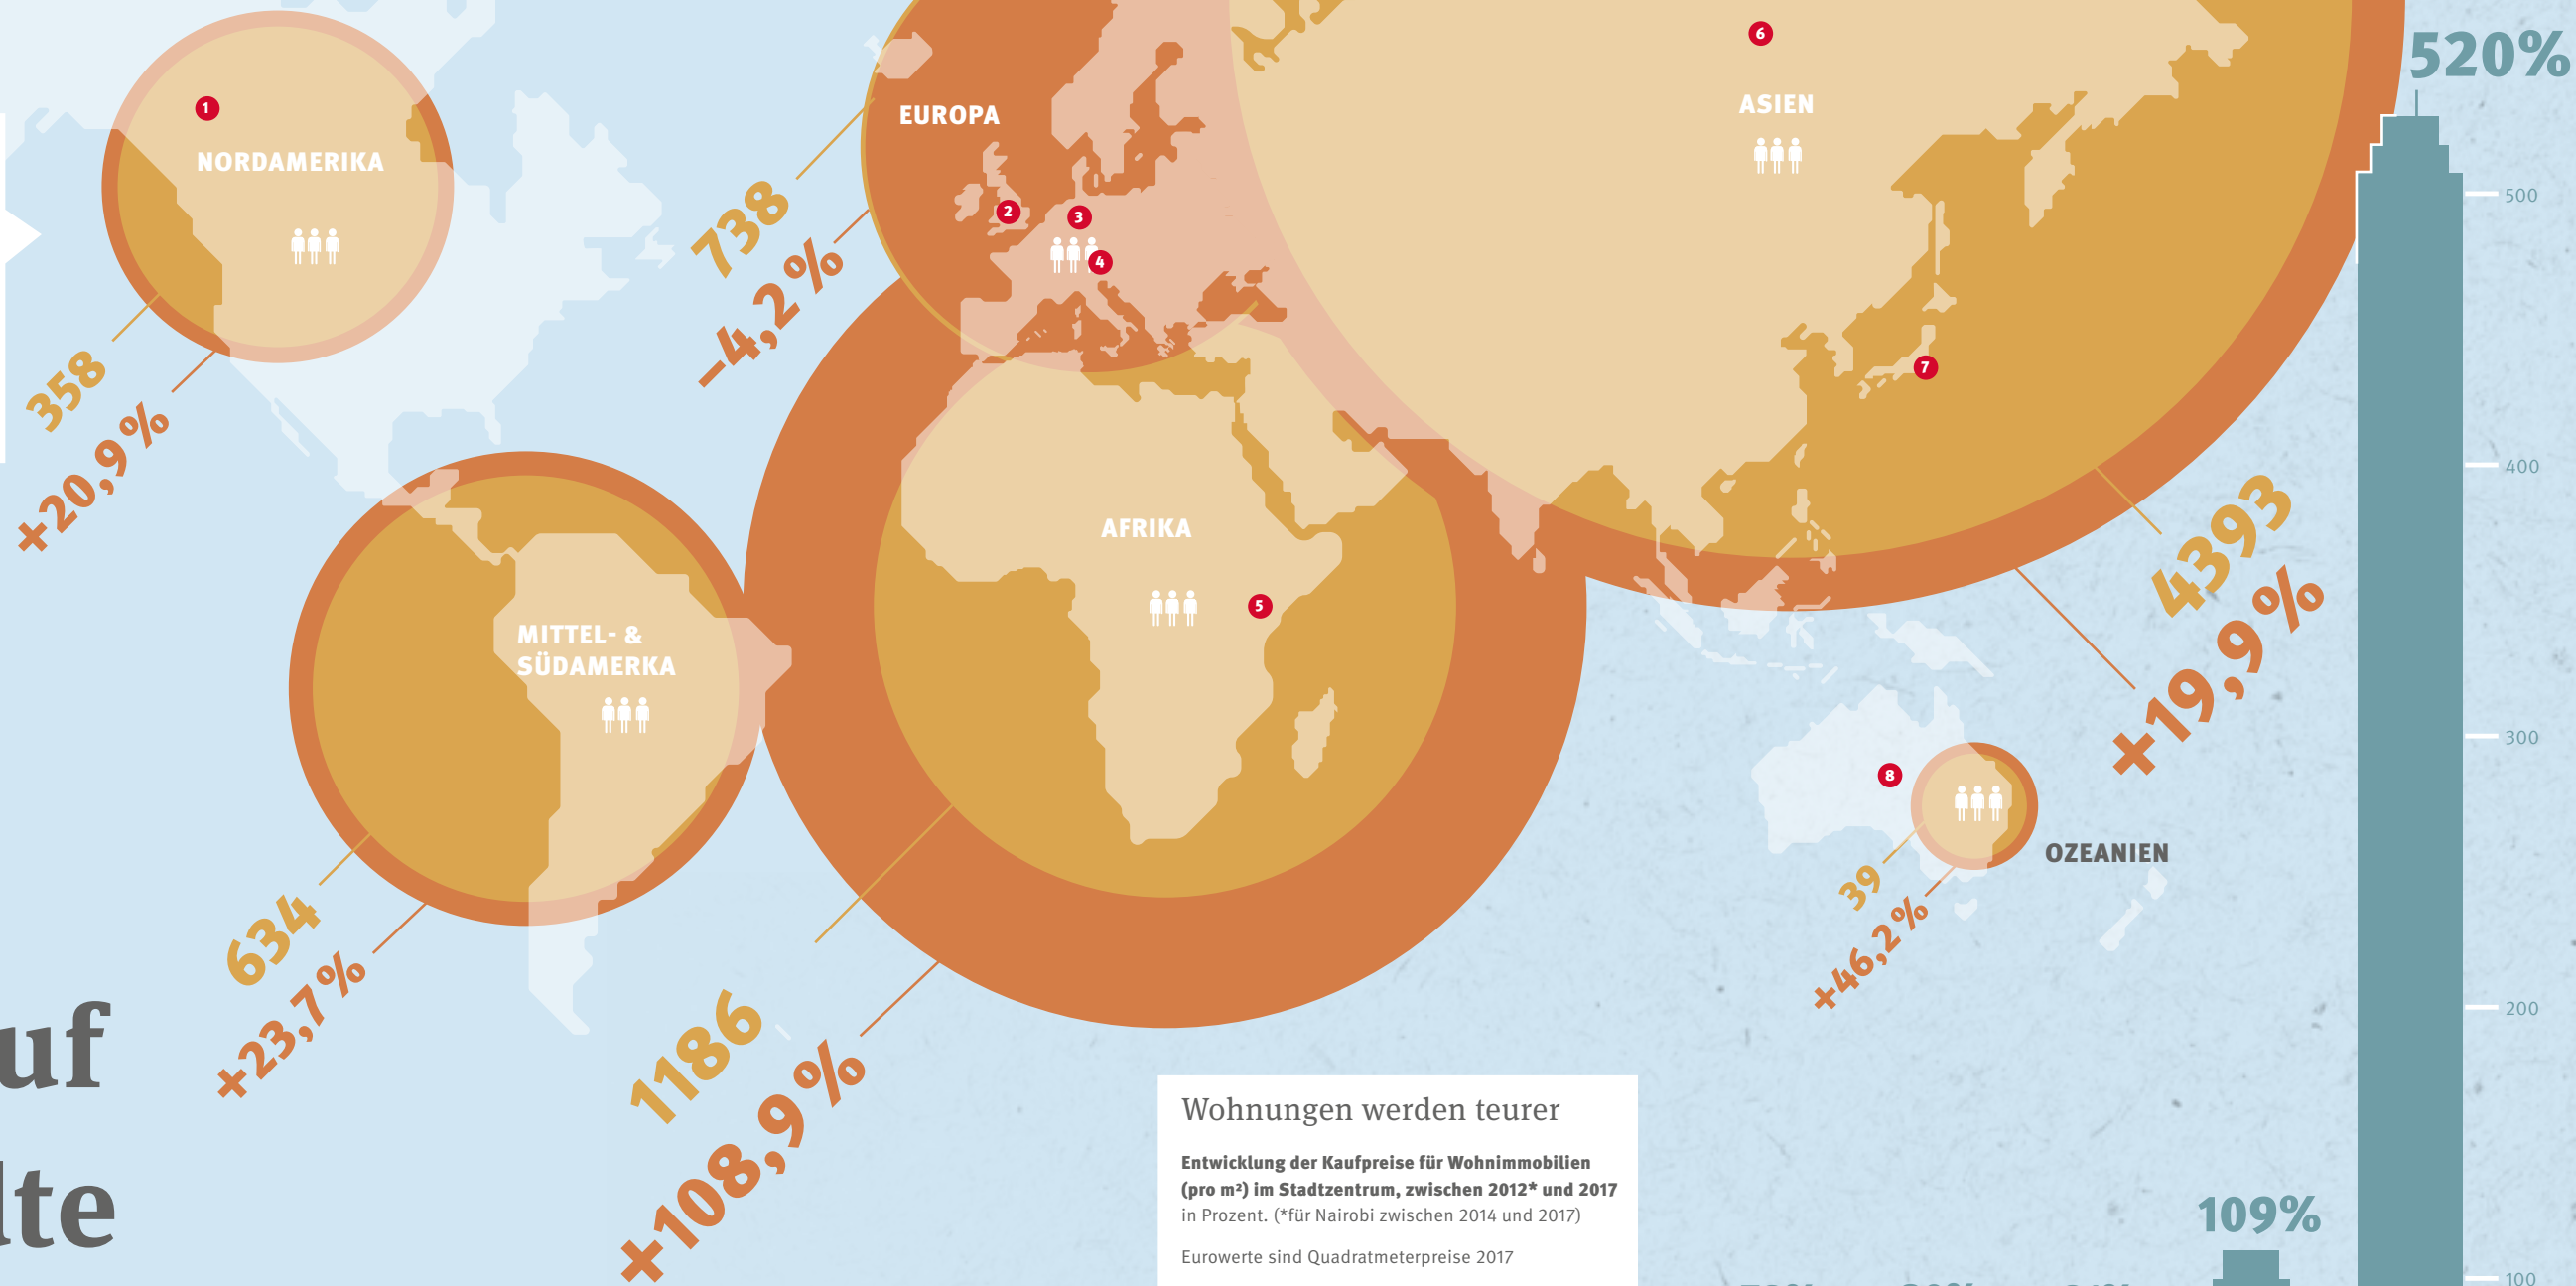 520%
6
EUROPA
ASIEN
1
NORDAMERIKA
500
738
2
3
–4,2%
4
7
358
+20,9%
400
AFRIKA
4393
+19,9%
5
MITTEL- &
SÜDAMERKA
300
8
OZEANIEN
39
+46,2%
634
+23,7%
200
1186
+108,9%
uf
lte
Wohnungen werden teurer
Entwicklung der Kaufpreise für Wohnimmobilien
(pro m²) im Stadtzentrum, zwischen 2012* und 2017
in Prozent. (*für Nairobi zwischen 2014 und 2017)
Eurowerte sind Quadratmeterpreise 2017
109%
100